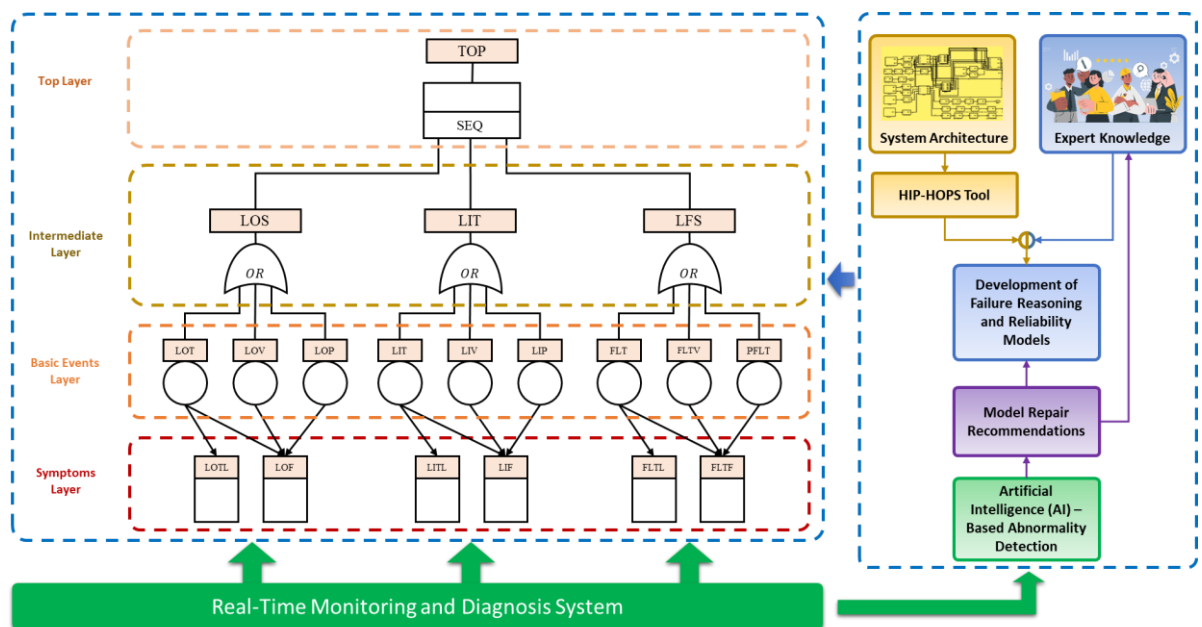 Top Layer
TOP
SEQ
Intermediate
Layer
LOS
LIT
LFS
OR
OR
OR
Basic Events
Layer
LOT
LOV
LOP
LIT
LIV
LIP
FLT
FLTV
PFLT
Symptoms
Layer
LOTL
LOF
LITL
LIF
FLTL
FLTF
Real-Time Monitoring and Diagnosis System
System Architecture
Expert Knowledge
HIP-HOPS Tool
Development of
Failure Reasoning
and Reliability
Models
Model Repair
Recommendations
Artificial
Intelligence (AI) –
Based Abnormality
Detection